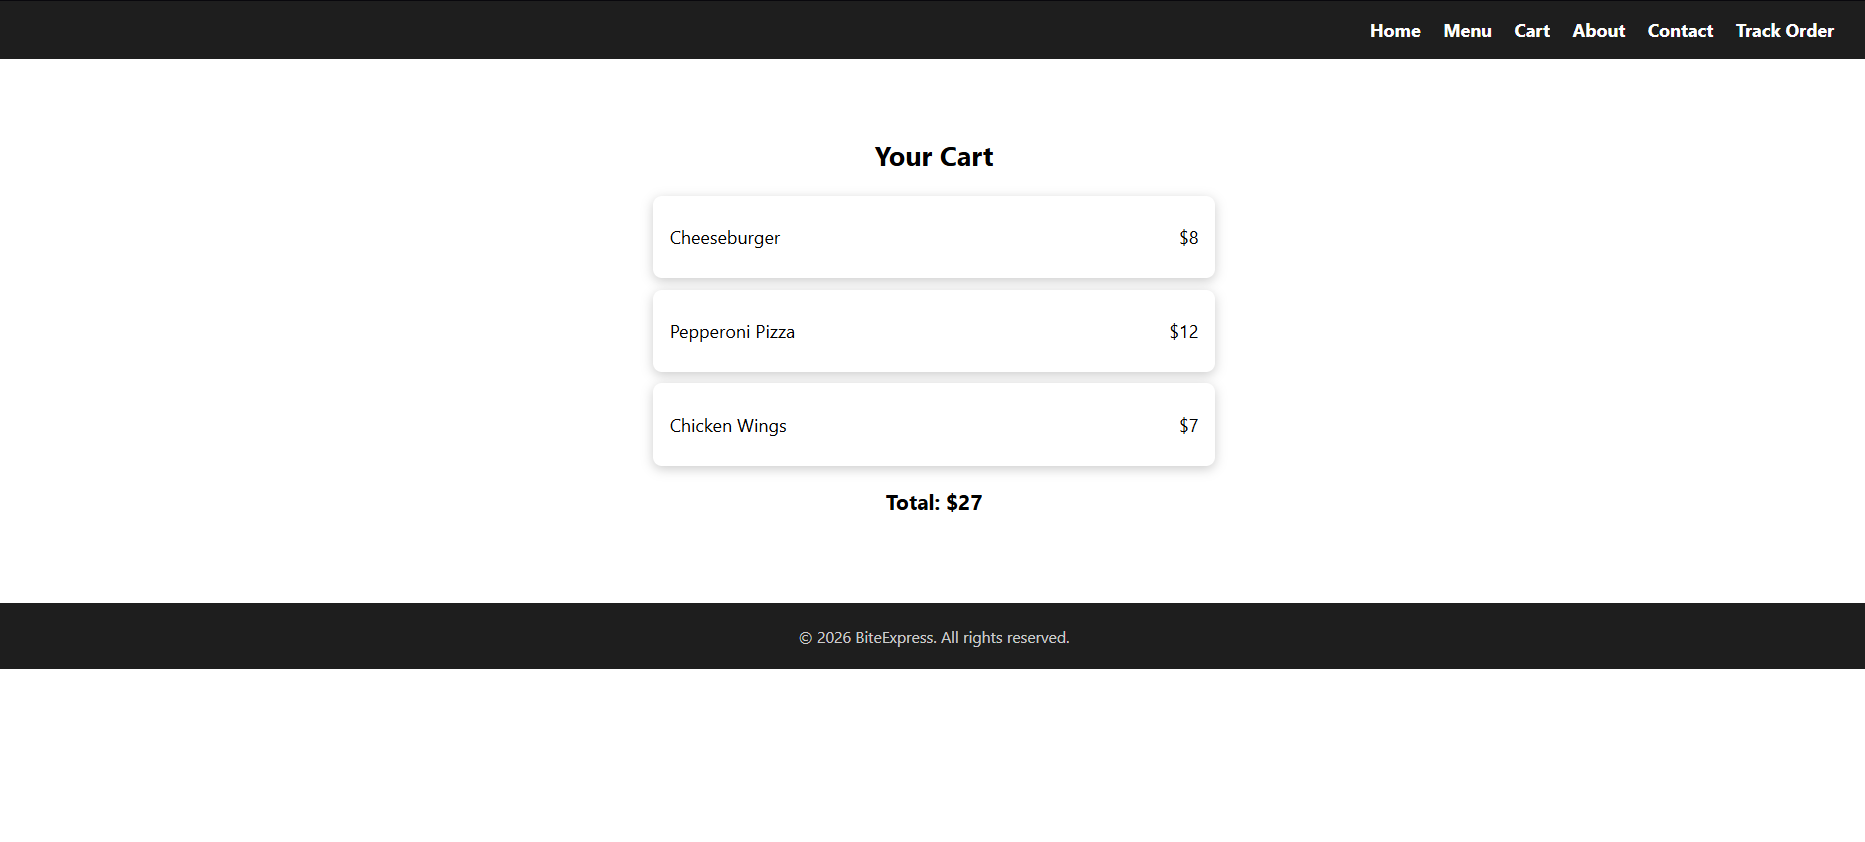 Home Menu Cart About Contact Track Order
Your Cart
Cheeseburger $8
Pepperoni Pizza $12
Chicken Wings $7
Total: $27
© 2026 BiteExpress. All rights reserved.